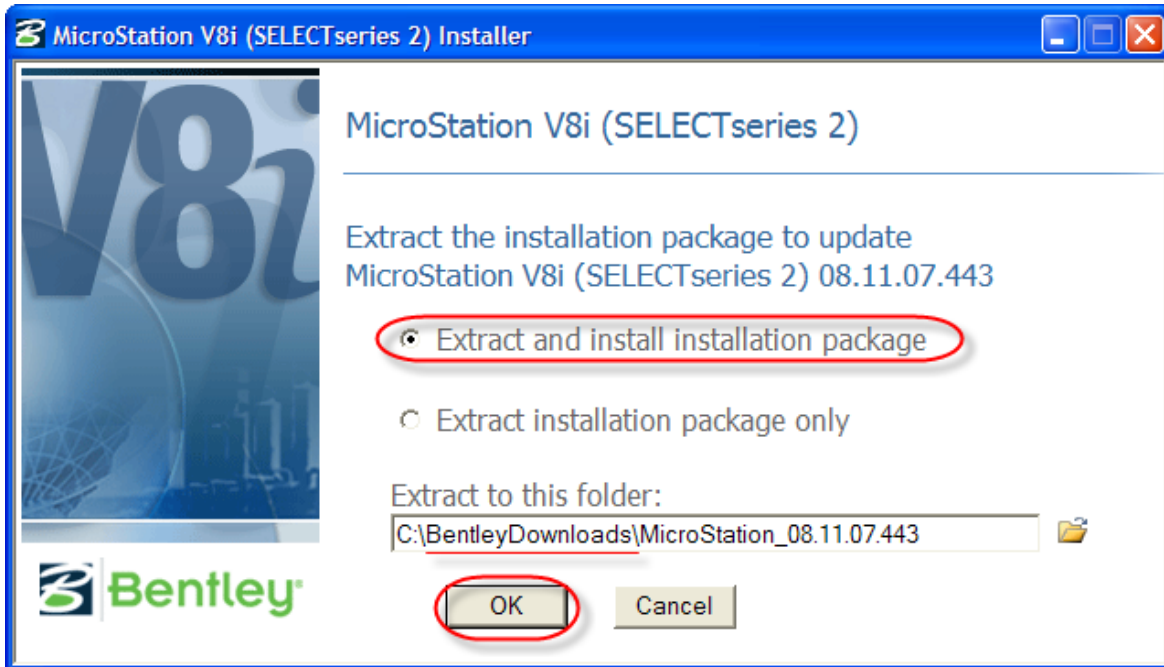 MicroStation V8i (SELECTseries 2) Installer
V8i
MicroStation V8i (SELECTseries 2)
Extract the installation package to update
MicroStation V8i (SELECTseries 2) 08.11.07.443
Extract and install installation package
Extract installation package only
Extract to this folder:
C:\BentleyDownloads\MicroStation_08.11.07.443
Bentley®
OK Cancel